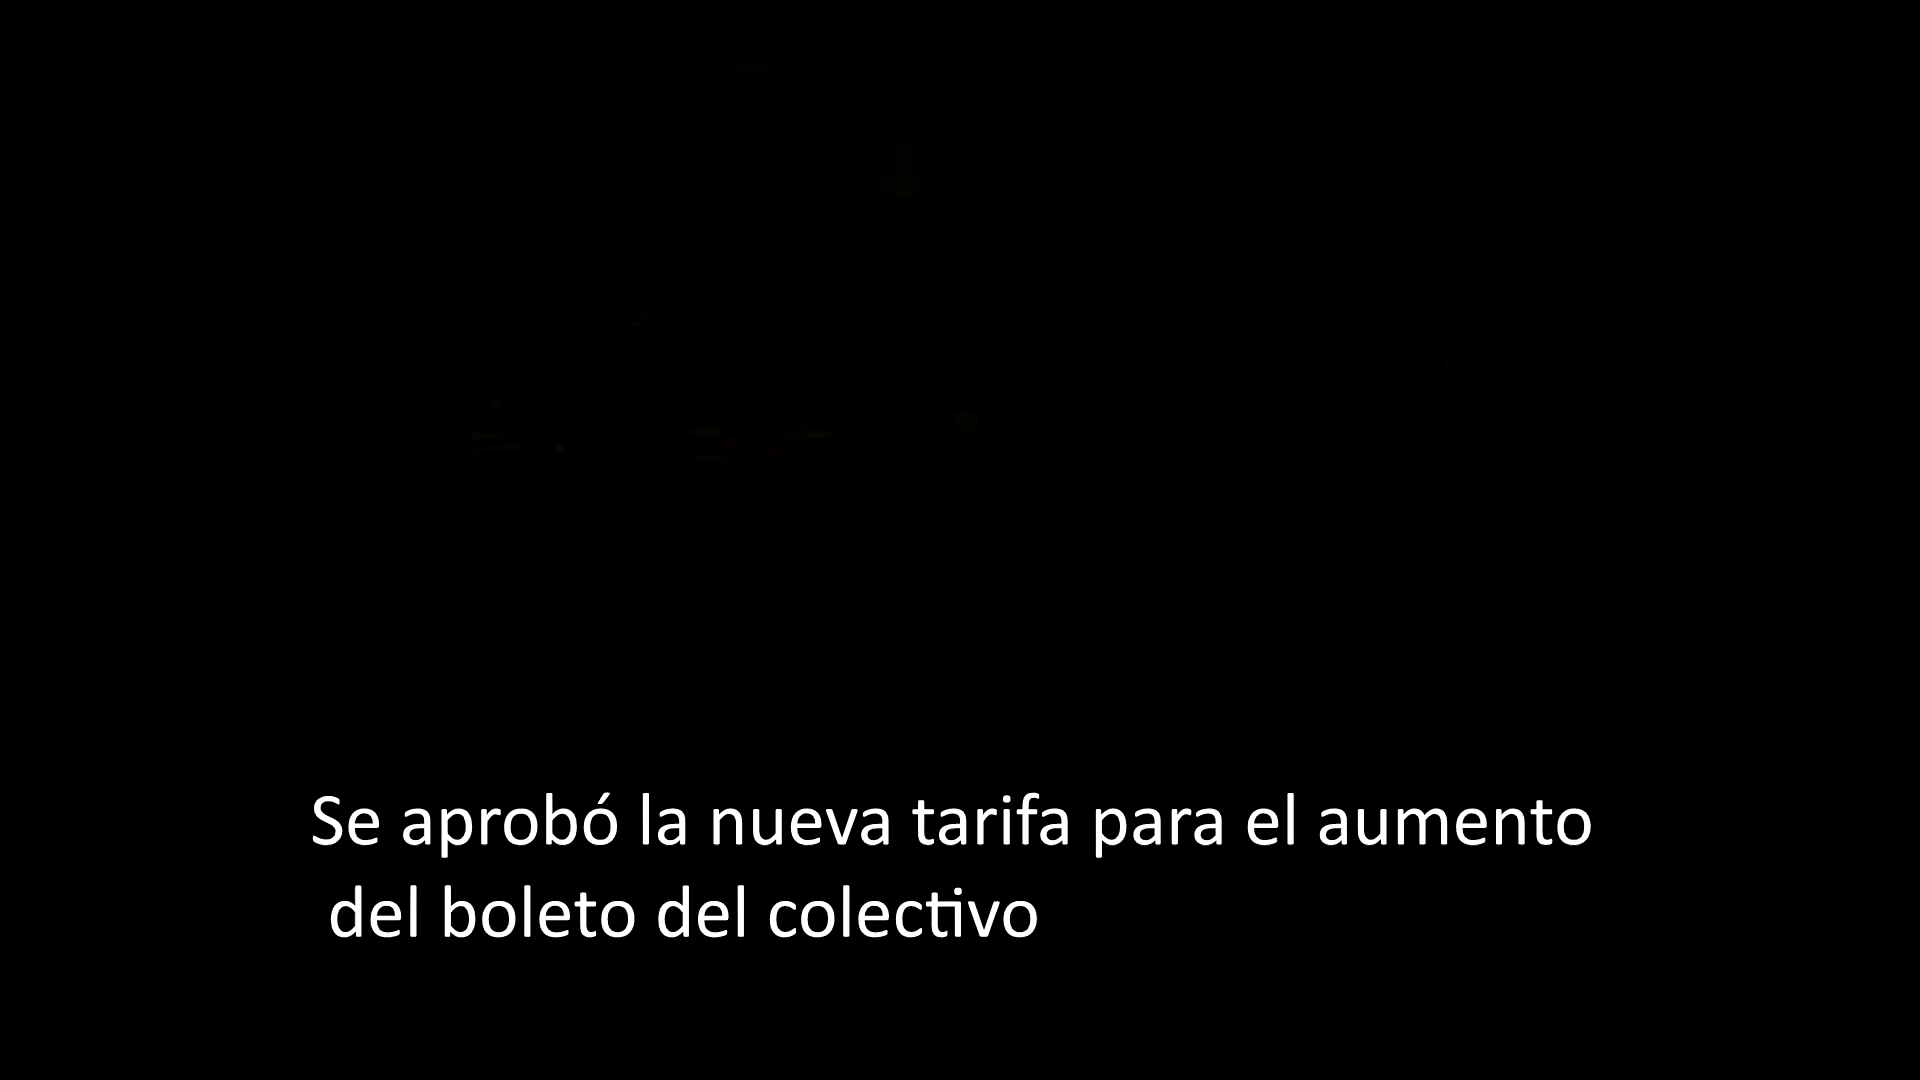 Se aprobó la nueva tarifa para el aumento
del boleto del colectivo